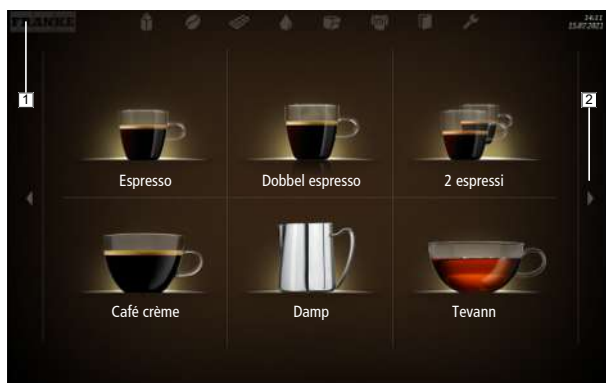 FRANKE
14:11
15.07.2021
1
2
Espresso
Dobbel espresso
2 espressi
Café crème
Damp
Tevann